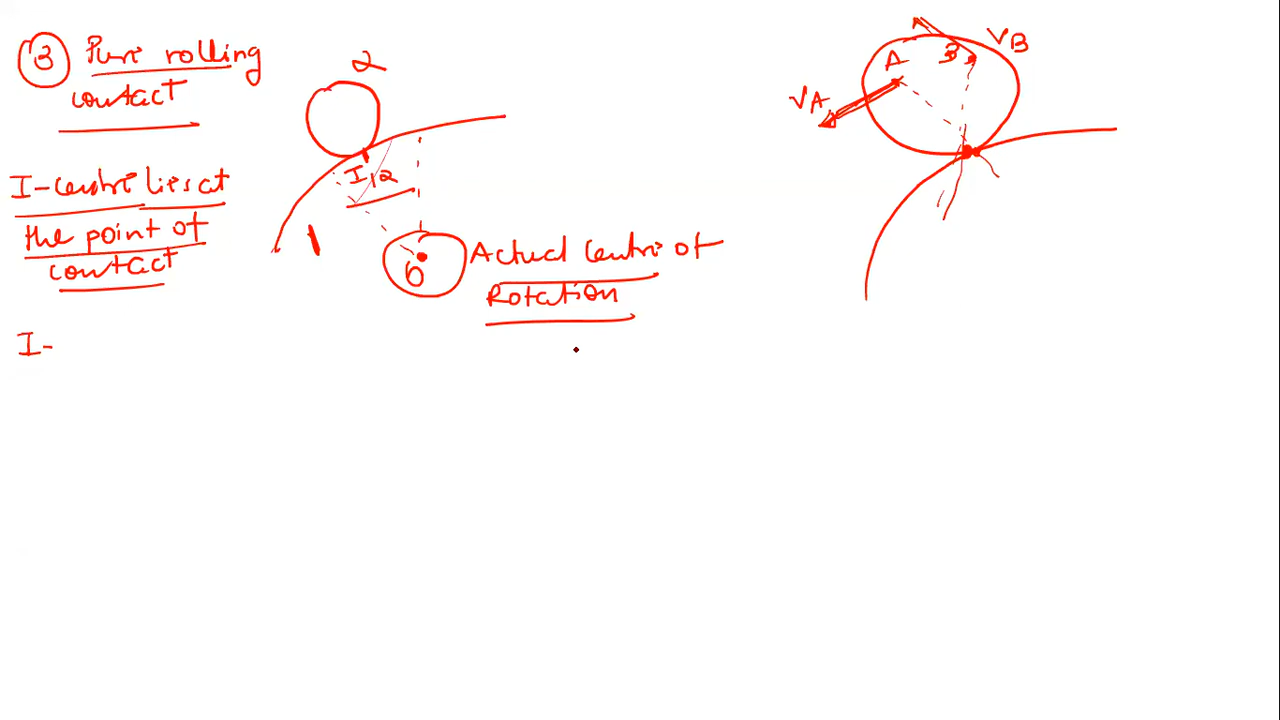 3 Pure rolling
contact
I-centre lies at
the point of
contact
I-
2
I12
1
O
Actual Centre of
Rotation
VA
A
B
VB